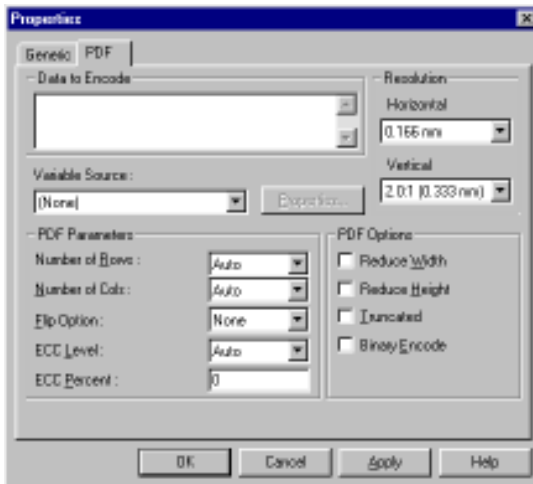 Properties
Generic PDF
Data to Encode
Resolution
Horizontal
0.166 mm
Vertical
2.0:1 (0.333 mm)
Variable Source :
(None)
Properties...
PDF Parameters
Number of Rows : Auto
Number of Cols : Auto
Flip Option : None
ECC Level : Auto
ECC Percent : 0
PDF Options
Reduce Width
Reduce Height
Truncated
Binary Encode
OK Cancel Apply Help